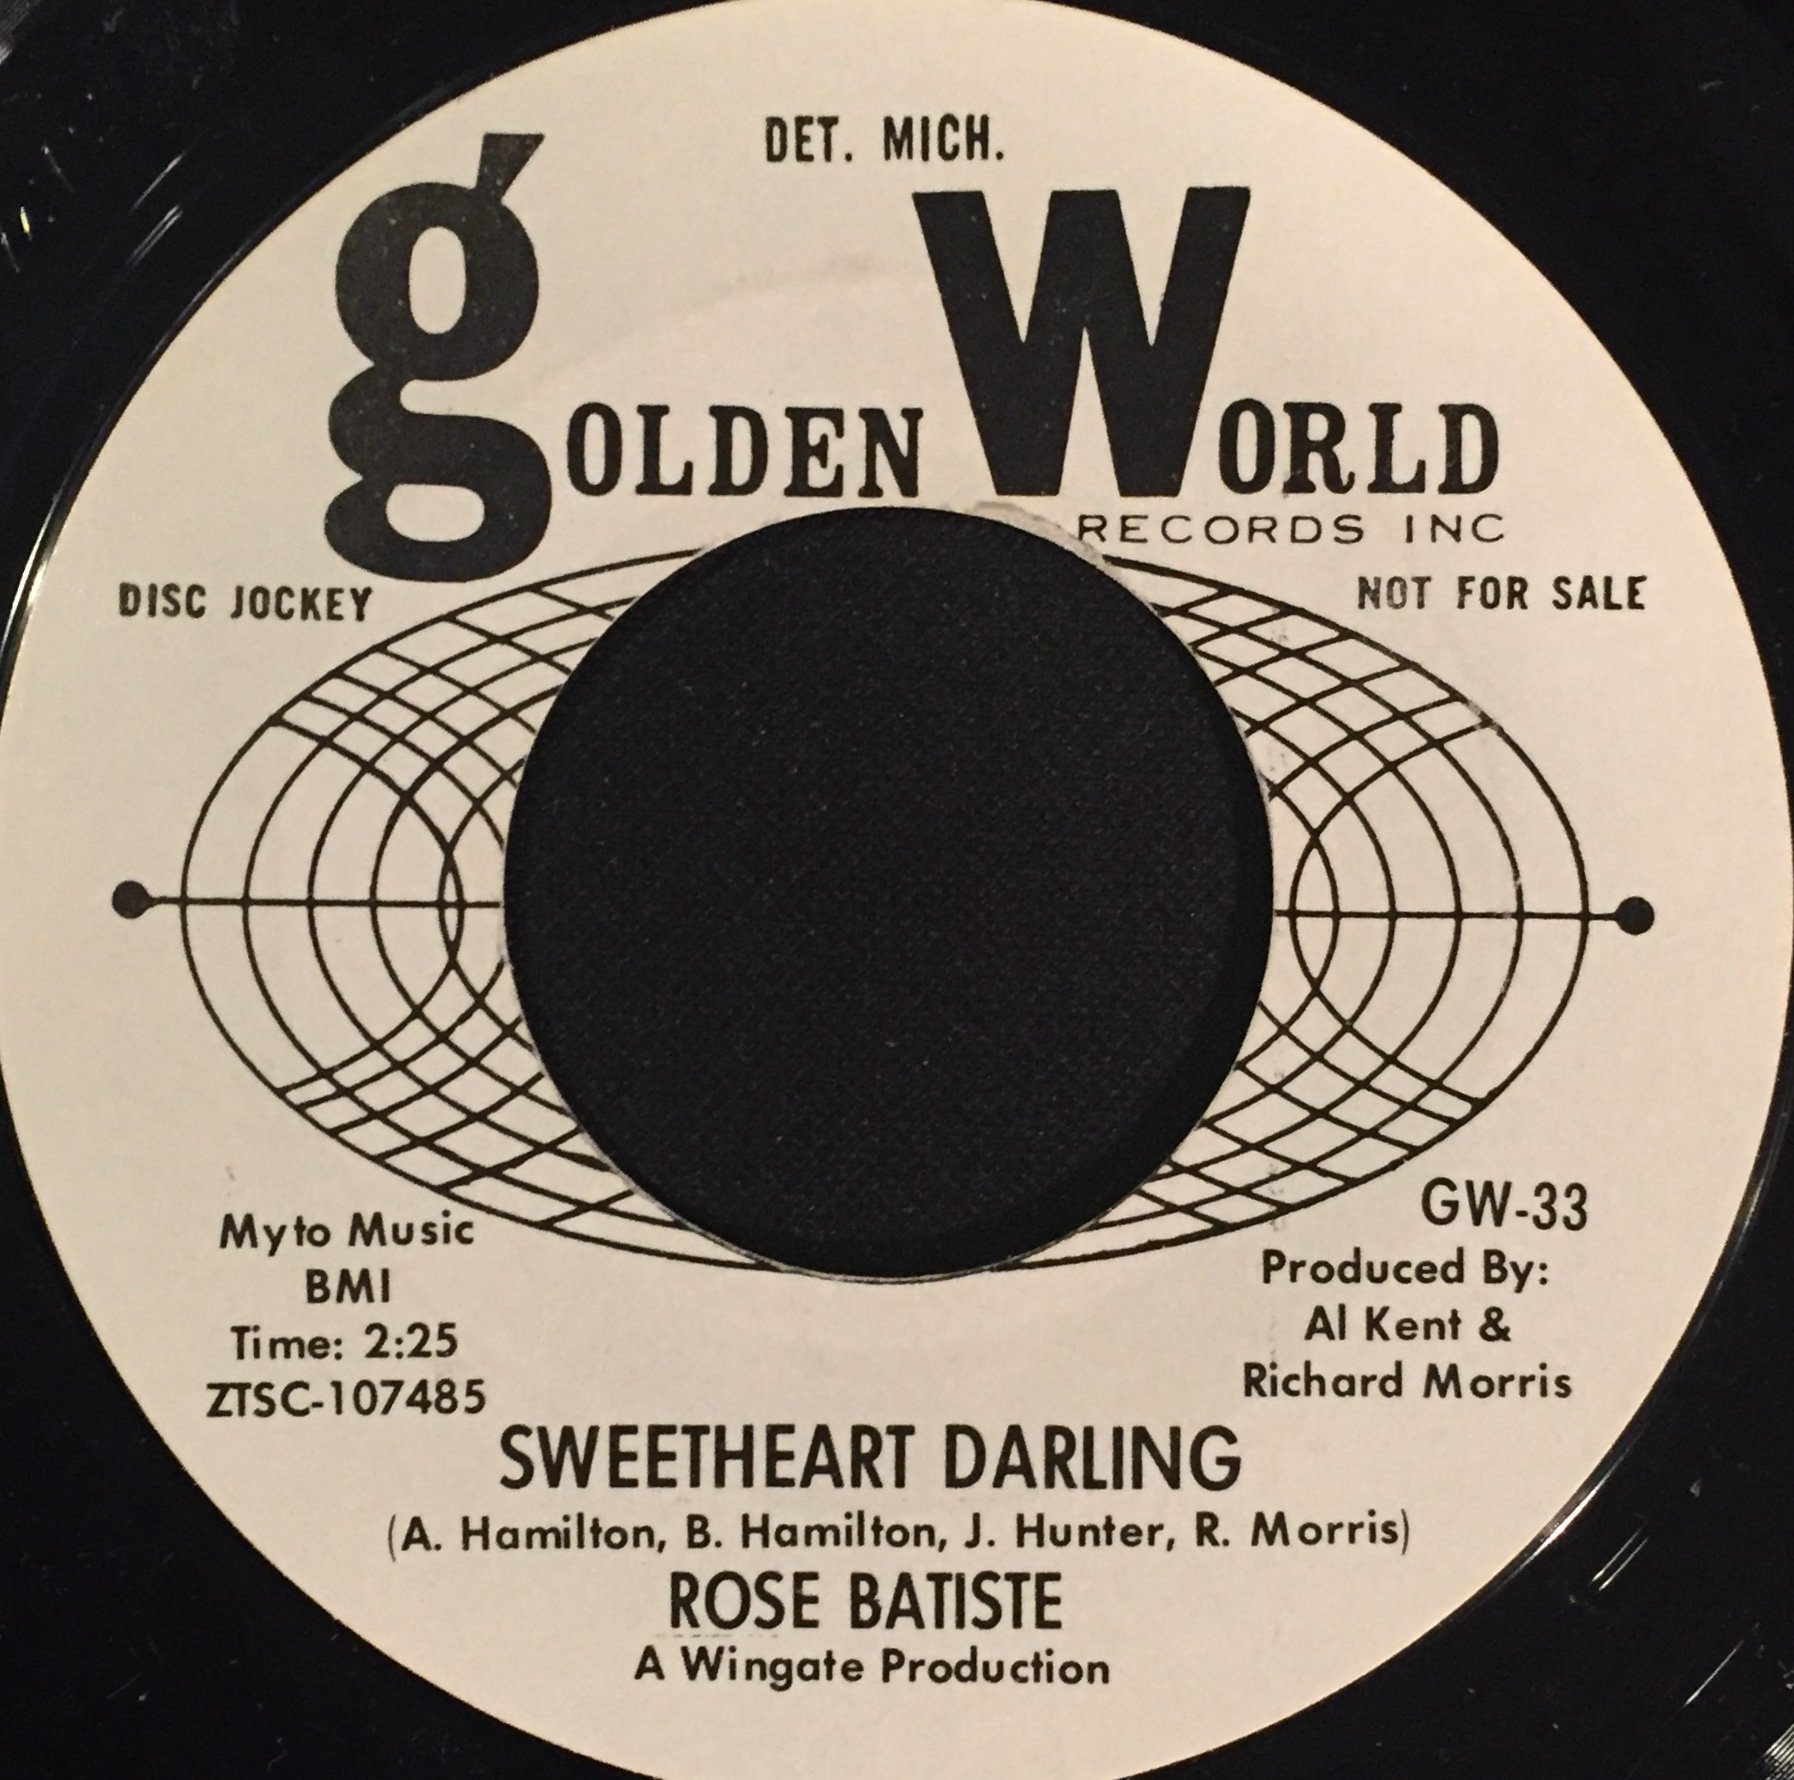 DET. MICH.
gOLDEN WORLD
RECORDS INC
DISC JOCKEY
NOT FOR SALE
Myto Music
BMI
Time: 2:25
ZTSC-107485
GW-33
Produced By:
Al Kent &
Richard Morris
SWEETHEART DARLING
(A. Hamilton, B. Hamilton, J. Hunter, R. Morris)
ROSE BATISTE
A Wingate Production